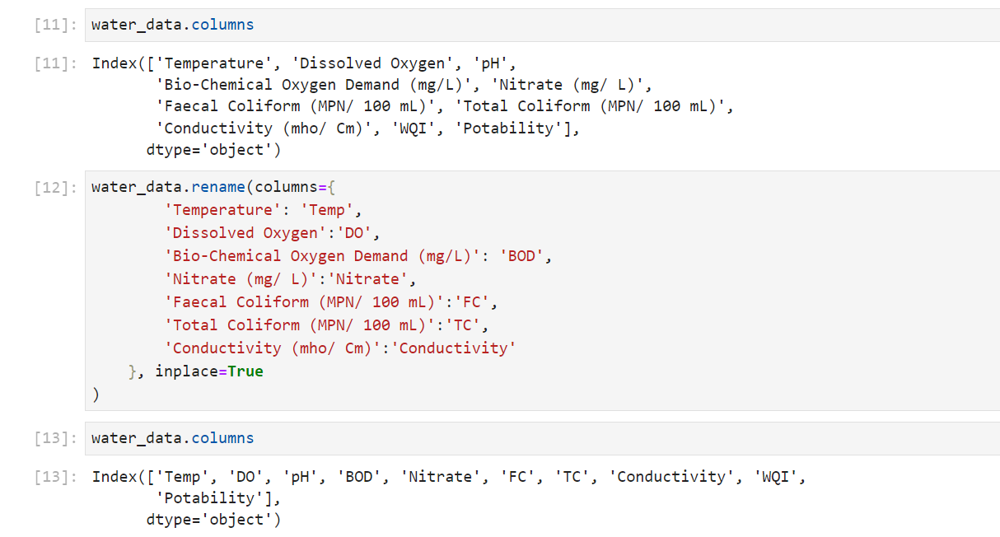 [11]: water_data.columns
[11]: Index(['Temperature', 'Dissolved Oxygen', 'pH',
'Bio-Chemical Oxygen Demand (mg/L)', 'Nitrate (mg/ L)',
'Faecal Coliform (MPN/ 100 mL)', 'Total Coliform (MPN/ 100 mL)',
'Conductivity (mho/ Cm)', 'WQI', 'Potability'],
dtype='object')
[12]: water_data.rename(columns={
'Temperature': 'Temp',
'Dissolved Oxygen':'DO',
'Bio-Chemical Oxygen Demand (mg/L)': 'BOD',
'Nitrate (mg/ L)':'Nitrate',
'Faecal Coliform (MPN/ 100 mL)':'FC',
'Total Coliform (MPN/ 100 mL)':'TC',
'Conductivity (mho/ Cm)':'Conductivity'
}, inplace=True
)
[13]: water_data.columns
[13]: Index(['Temp', 'DO', 'pH', 'BOD', 'Nitrate', 'FC', 'TC', 'Conductivity', 'WQI',
'Potability'],
dtype='object')